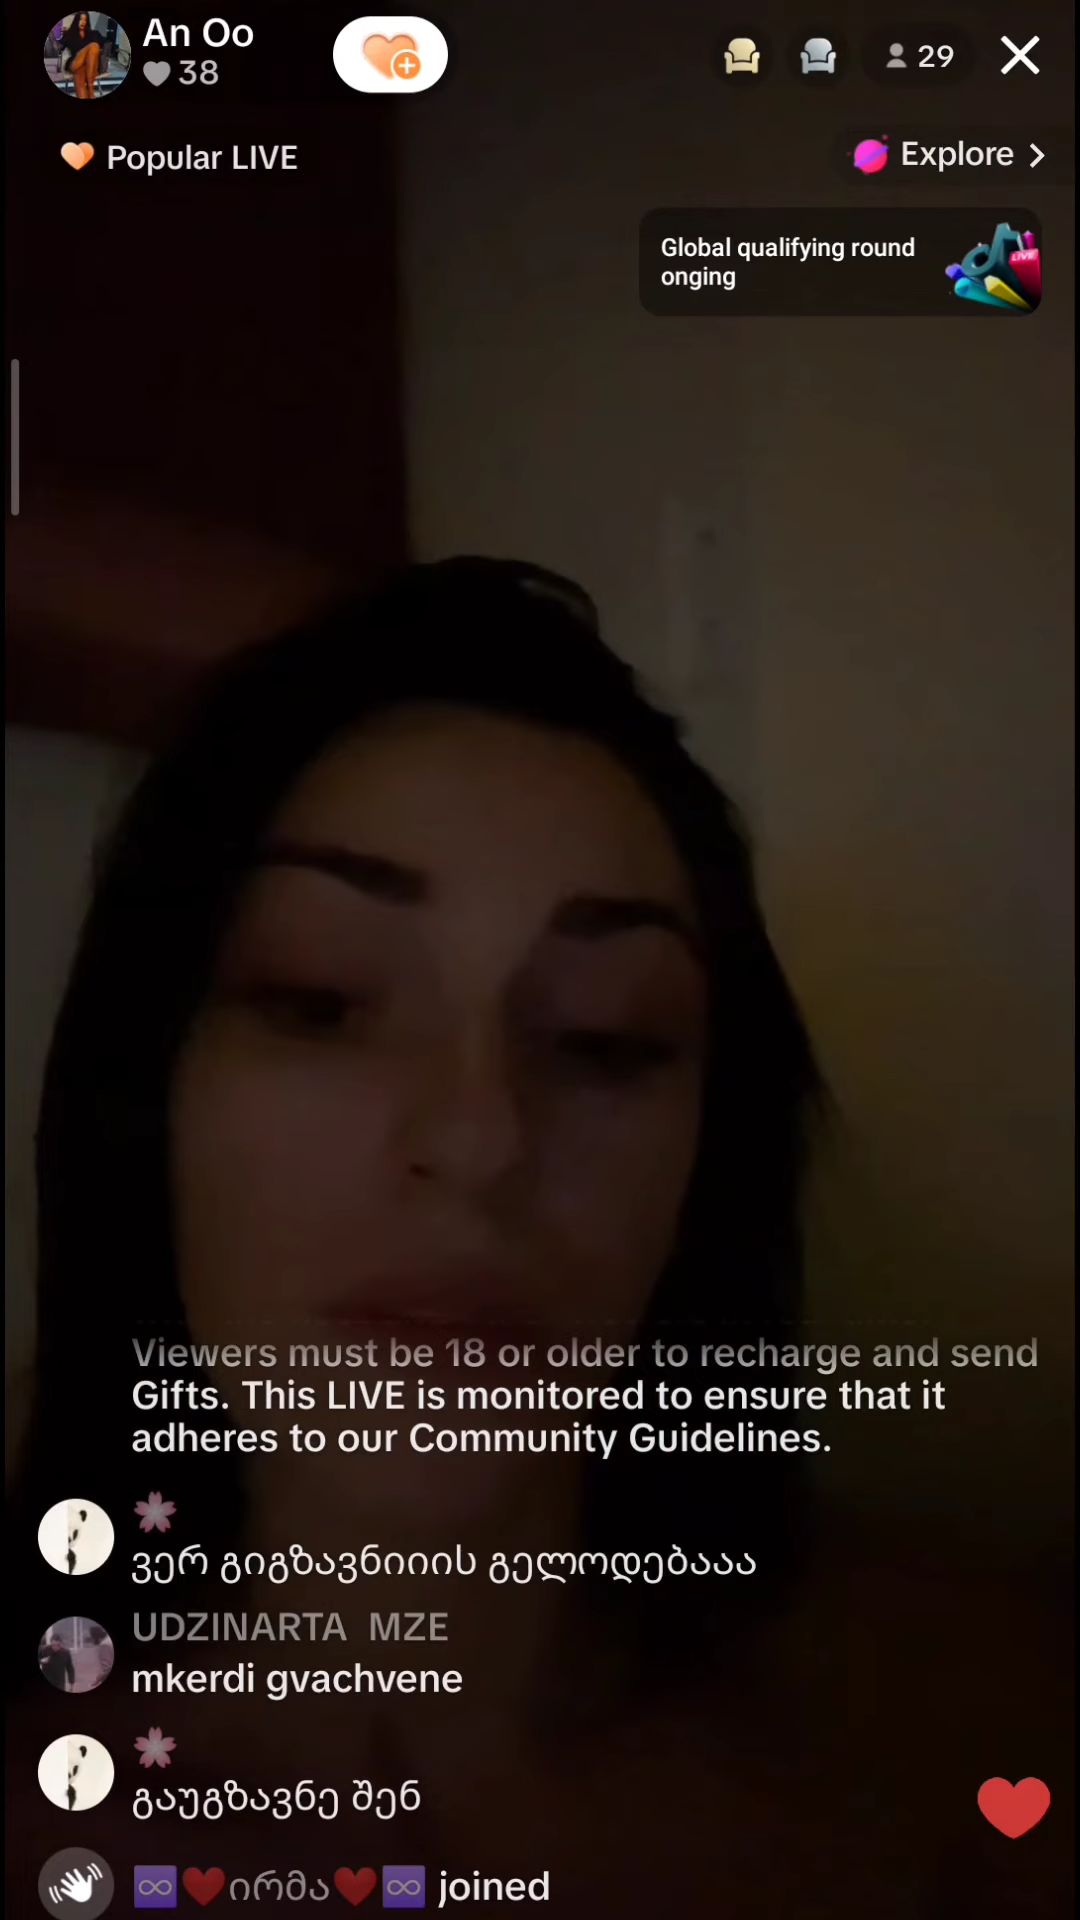 An Oo
38
29
Popular LIVE
Explore
Global qualifying round
onging
LIVE
Viewers must be 18 or older to recharge and send
Gifts. This LIVE is monitored to ensure that it
adheres to our Community Guidelines.
🌸
ვერ გიგზავნიიის გელოდებააა
UDZINARTA MZE
mkerdi gvachvene
🌸
გაუგზავნე შენ
♾️❤️ირმა❤️♾️ joined